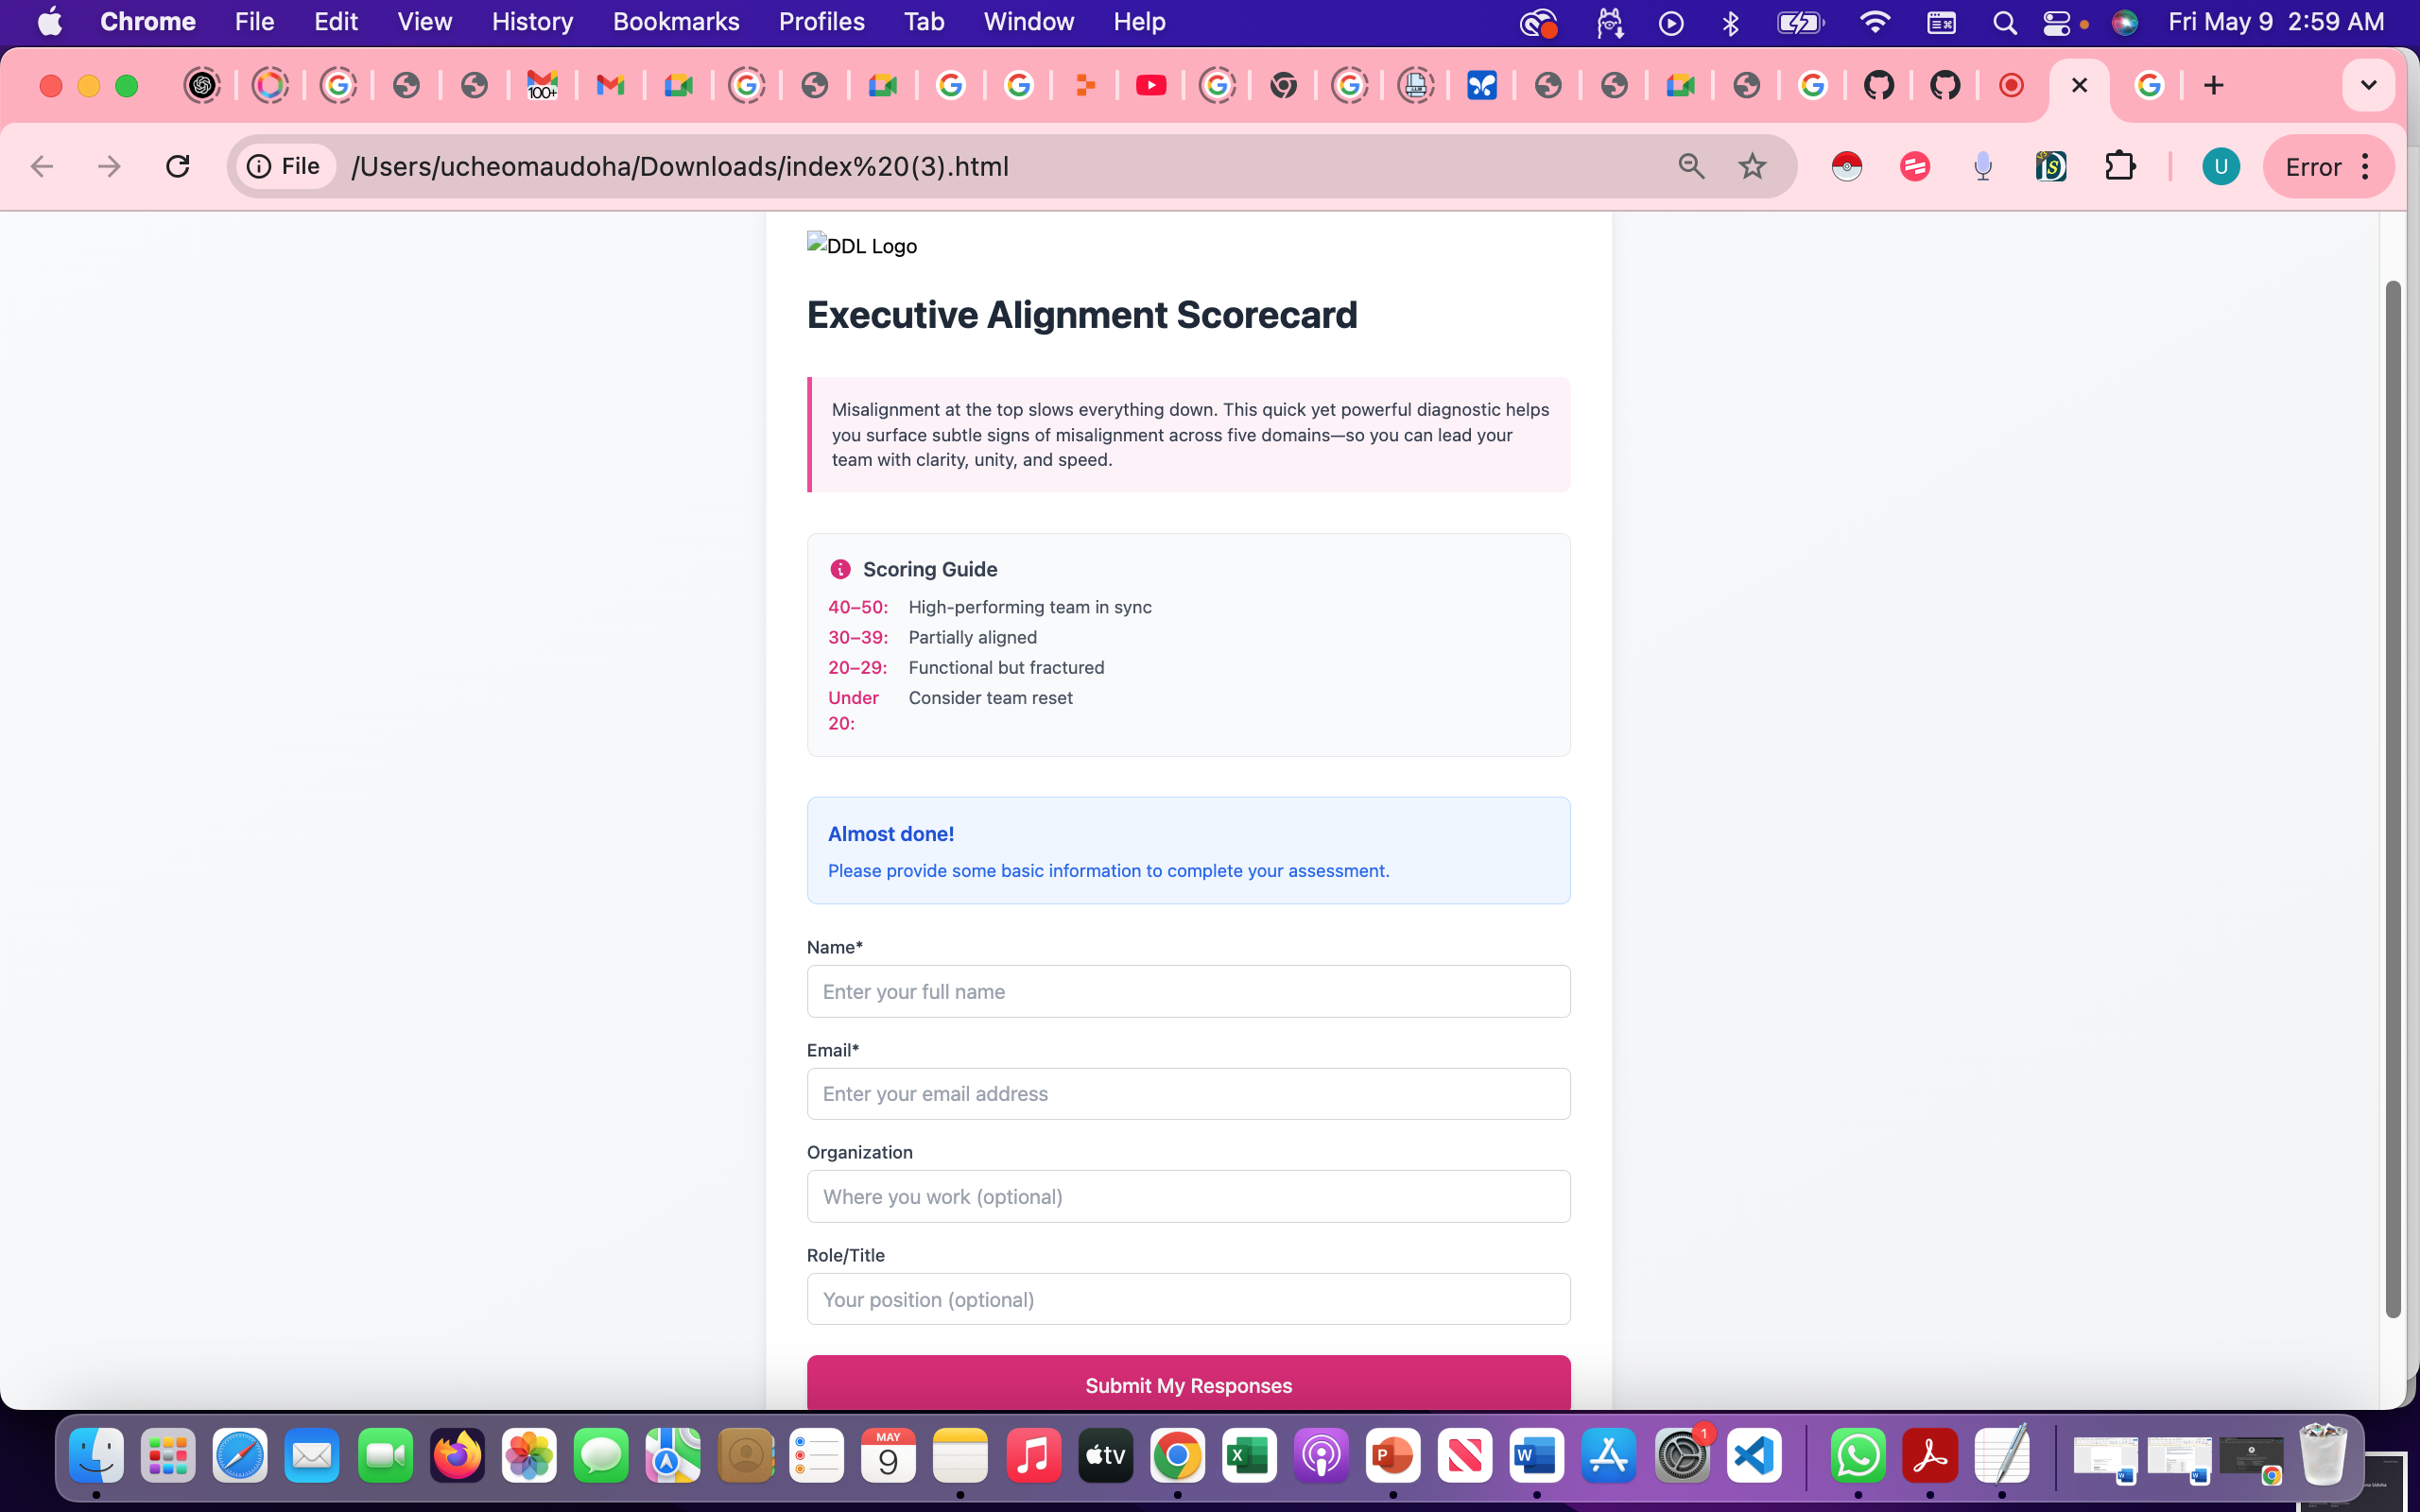 Chrome File Edit View History Bookmarks Profiles Tab Window Help Fri May 9 2:59 AM
100+
File /Users/ucheomaudoha/Downloads/index%20(3).html U Error
DDL Logo
Executive Alignment Scorecard
Misalignment at the top slows everything down. This quick yet powerful diagnostic helps
you surface subtle signs of misalignment across five domains—so you can lead your
team with clarity, unity, and speed.
Scoring Guide
40–50: High-performing team in sync
30–39: Partially aligned
20–29: Functional but fractured
Under Consider team reset
20:
Almost done!
Please provide some basic information to complete your assessment.
Name*
Enter your full name
Email*
Enter your email address
Organization
Where you work (optional)
Role/Title
Your position (optional)
Submit My Responses
MAY
9
tv
X
P
W
1